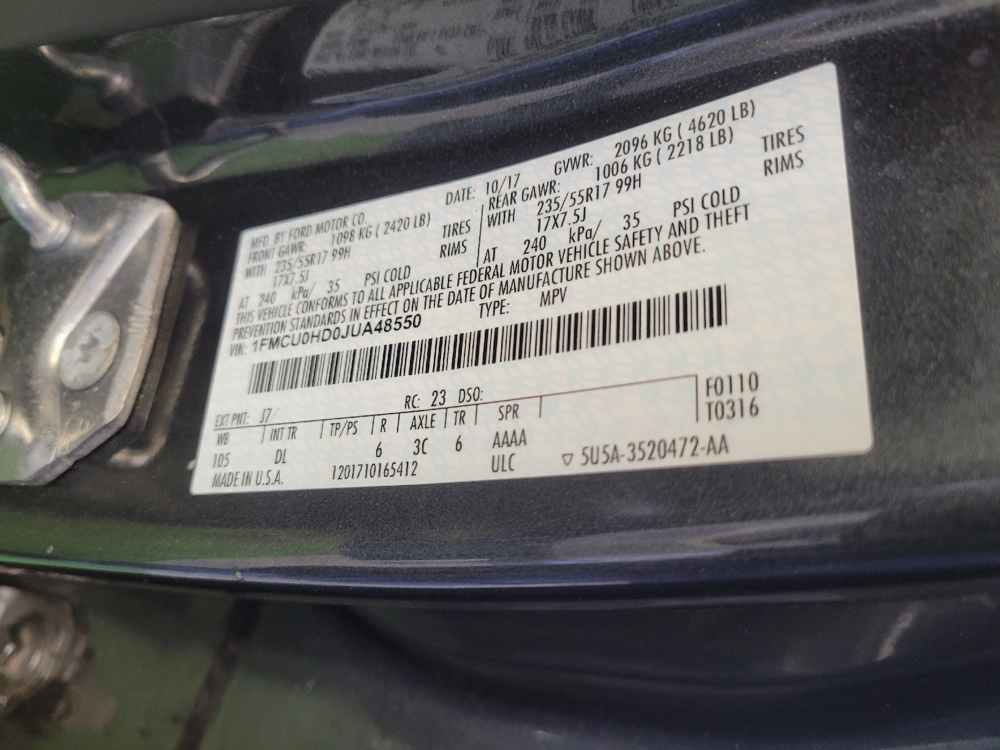 MFD. BY FORD MOTOR CO.
DATE: 10/17 GVWR: 2096 KG ( 4620 LB)
FRONT GAWR: 1098 KG ( 2420 LB)
WITH 235/55R17 99H TIRES
17X7.5J RIMS
AT 240 kPa/ 35 PSI COLD
REAR GAWR: 1006 KG ( 2218 LB)
WITH 235/55R17 99H TIRES
17X7.5J RIMS
AT 240 kPa/ 35 PSI COLD
THIS VEHICLE CONFORMS TO ALL APPLICABLE FEDERAL MOTOR VEHICLE SAFETY AND THEFT
PREVENTION STANDARDS IN EFFECT ON THE DATE OF MANUFACTURE SHOWN ABOVE.
VIN: 1FMCU0HD0JUA48550
TYPE: MPV
EXT PNT: J7 RC: 23 DSO:
WB INT TR TP/PS R AXLE TR SPR
F0110
T0316
105 DL 6 3C 6 AAAA
MADE IN U.S.A. 1201710165412 ULC ▽ 5U5A-3520472-AA